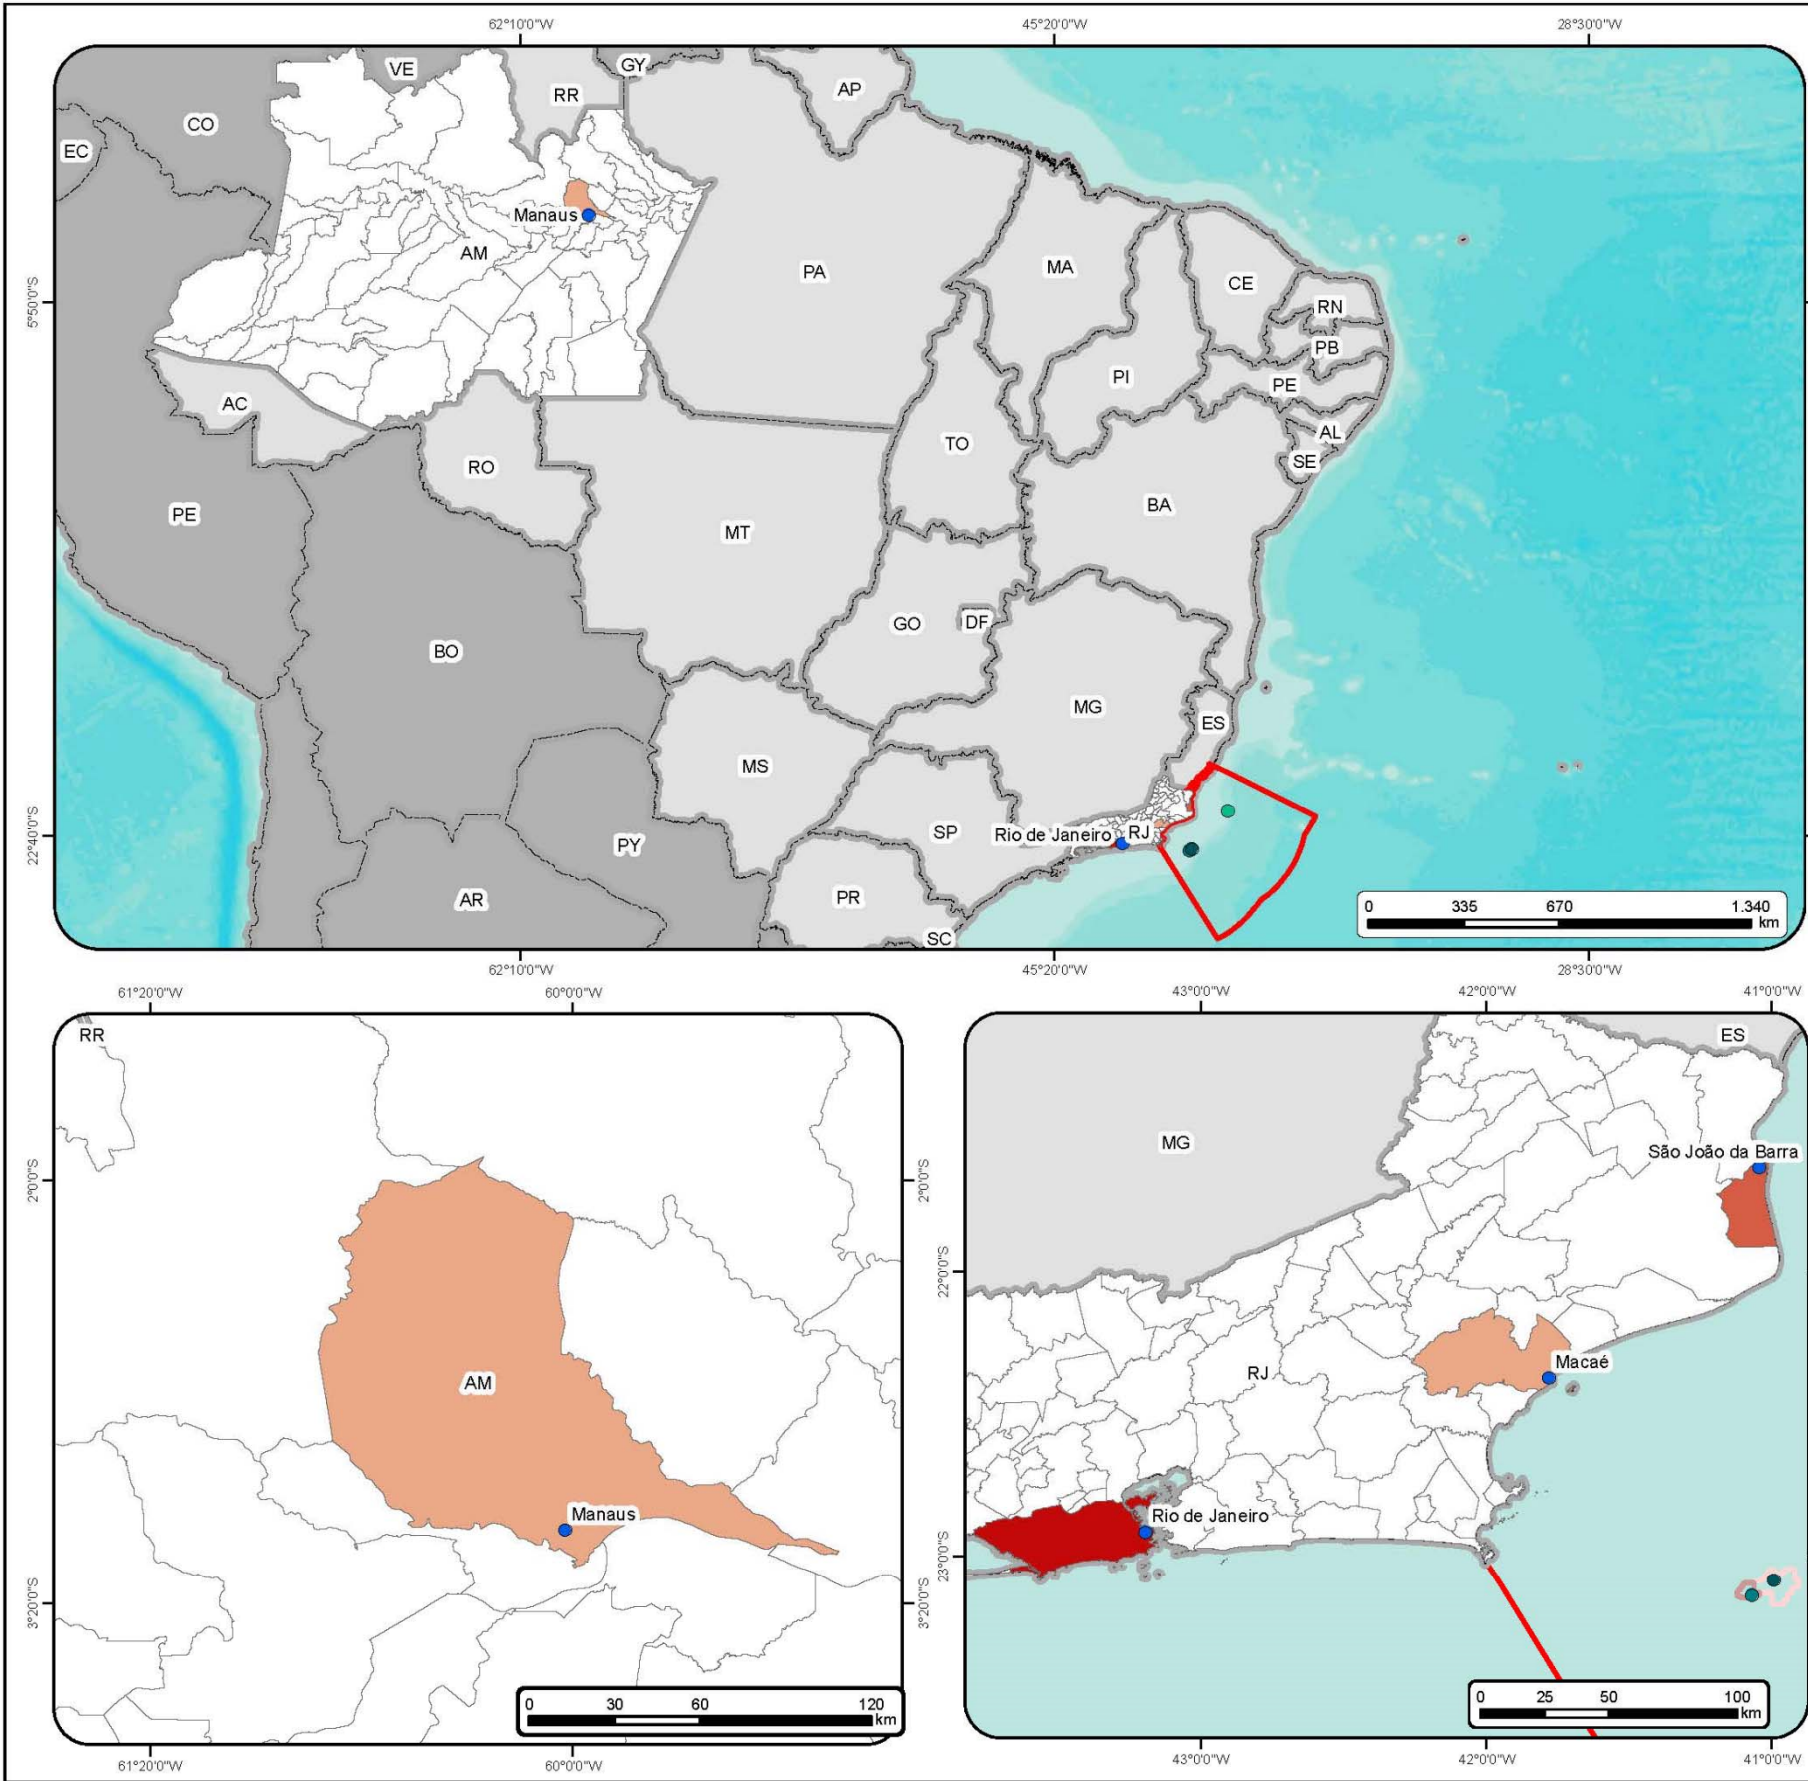 62°10'0"W 45°20'0"W 28°30'0"W
VE
GY
RR
AP
CO
EC
Manaus
AM
PA
MA
CE
RN
PB
PE
PI
5°50'0"S
AC
AL
SE
TO
RO
BA
PE
MT
GO
DF
BO
MG
ES
MS
22°40'0"S
SP
Rio de Janeiro
RJ
PY
PR
AR
SC
0 335 670 1.340
km
62°10'0"W 45°20'0"W 28°30'0"W
61°20'0"W 60°0'0"W
RR
2°0'0"S
2°0'0"S
AM
Manaus
3°20'0"S
3°20'0"S
0 30 60 120
km
61°20'0"W 60°0'0"W
43°0'0"W 42°0'0"W 41°0'0"W
ES
MG
São João da Barra
22°0'0"S
Macaé
RJ
Rio de Janeiro
23°0'0"S
0 25 50 100
km
43°0'0"W 42°0'0"W 41°0'0"W